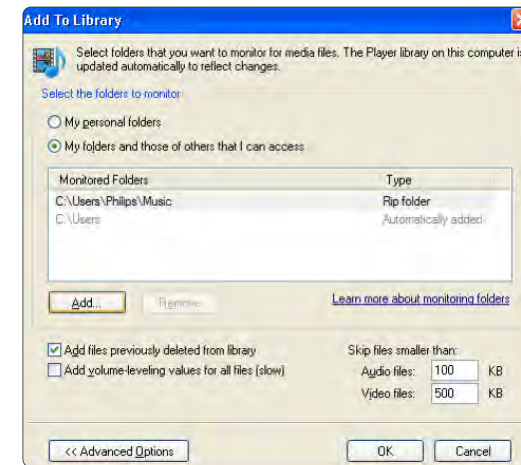 Add To Library
Select folders that you want to monitor for media files. The Player library on this computer is
updated automatically to reflect changes.
Select the folders to monitor
My personal folders
My folders and those of others that I can access
Monitored Folders Type
C:\Users\Philips\Music Rip folder
C:\Users Automatically added
Add... Remove Learn more about monitoring folders
Add files previously deleted from library Skip files smaller than:
Add volume-leveling values for all files (slow) Audio files: 100 KB
Video files: 500 KB
<< Advanced Options OK Cancel